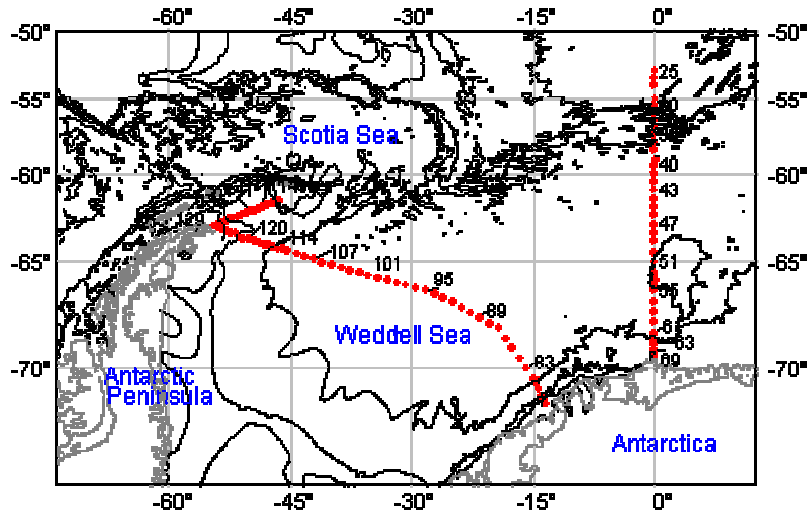 -60° -45° -30° -15° 0°
-50° -50°
25
-55° -55°
Scotia Sea
-60° 40 -60°
43
120 47
114
-65° 107 101 51 -65°
95
89
Weddell Sea
63
83
-70° 69 -70°
Antarctic
Peninsula
Antarctica
-60° -45° -30° -15° 0°